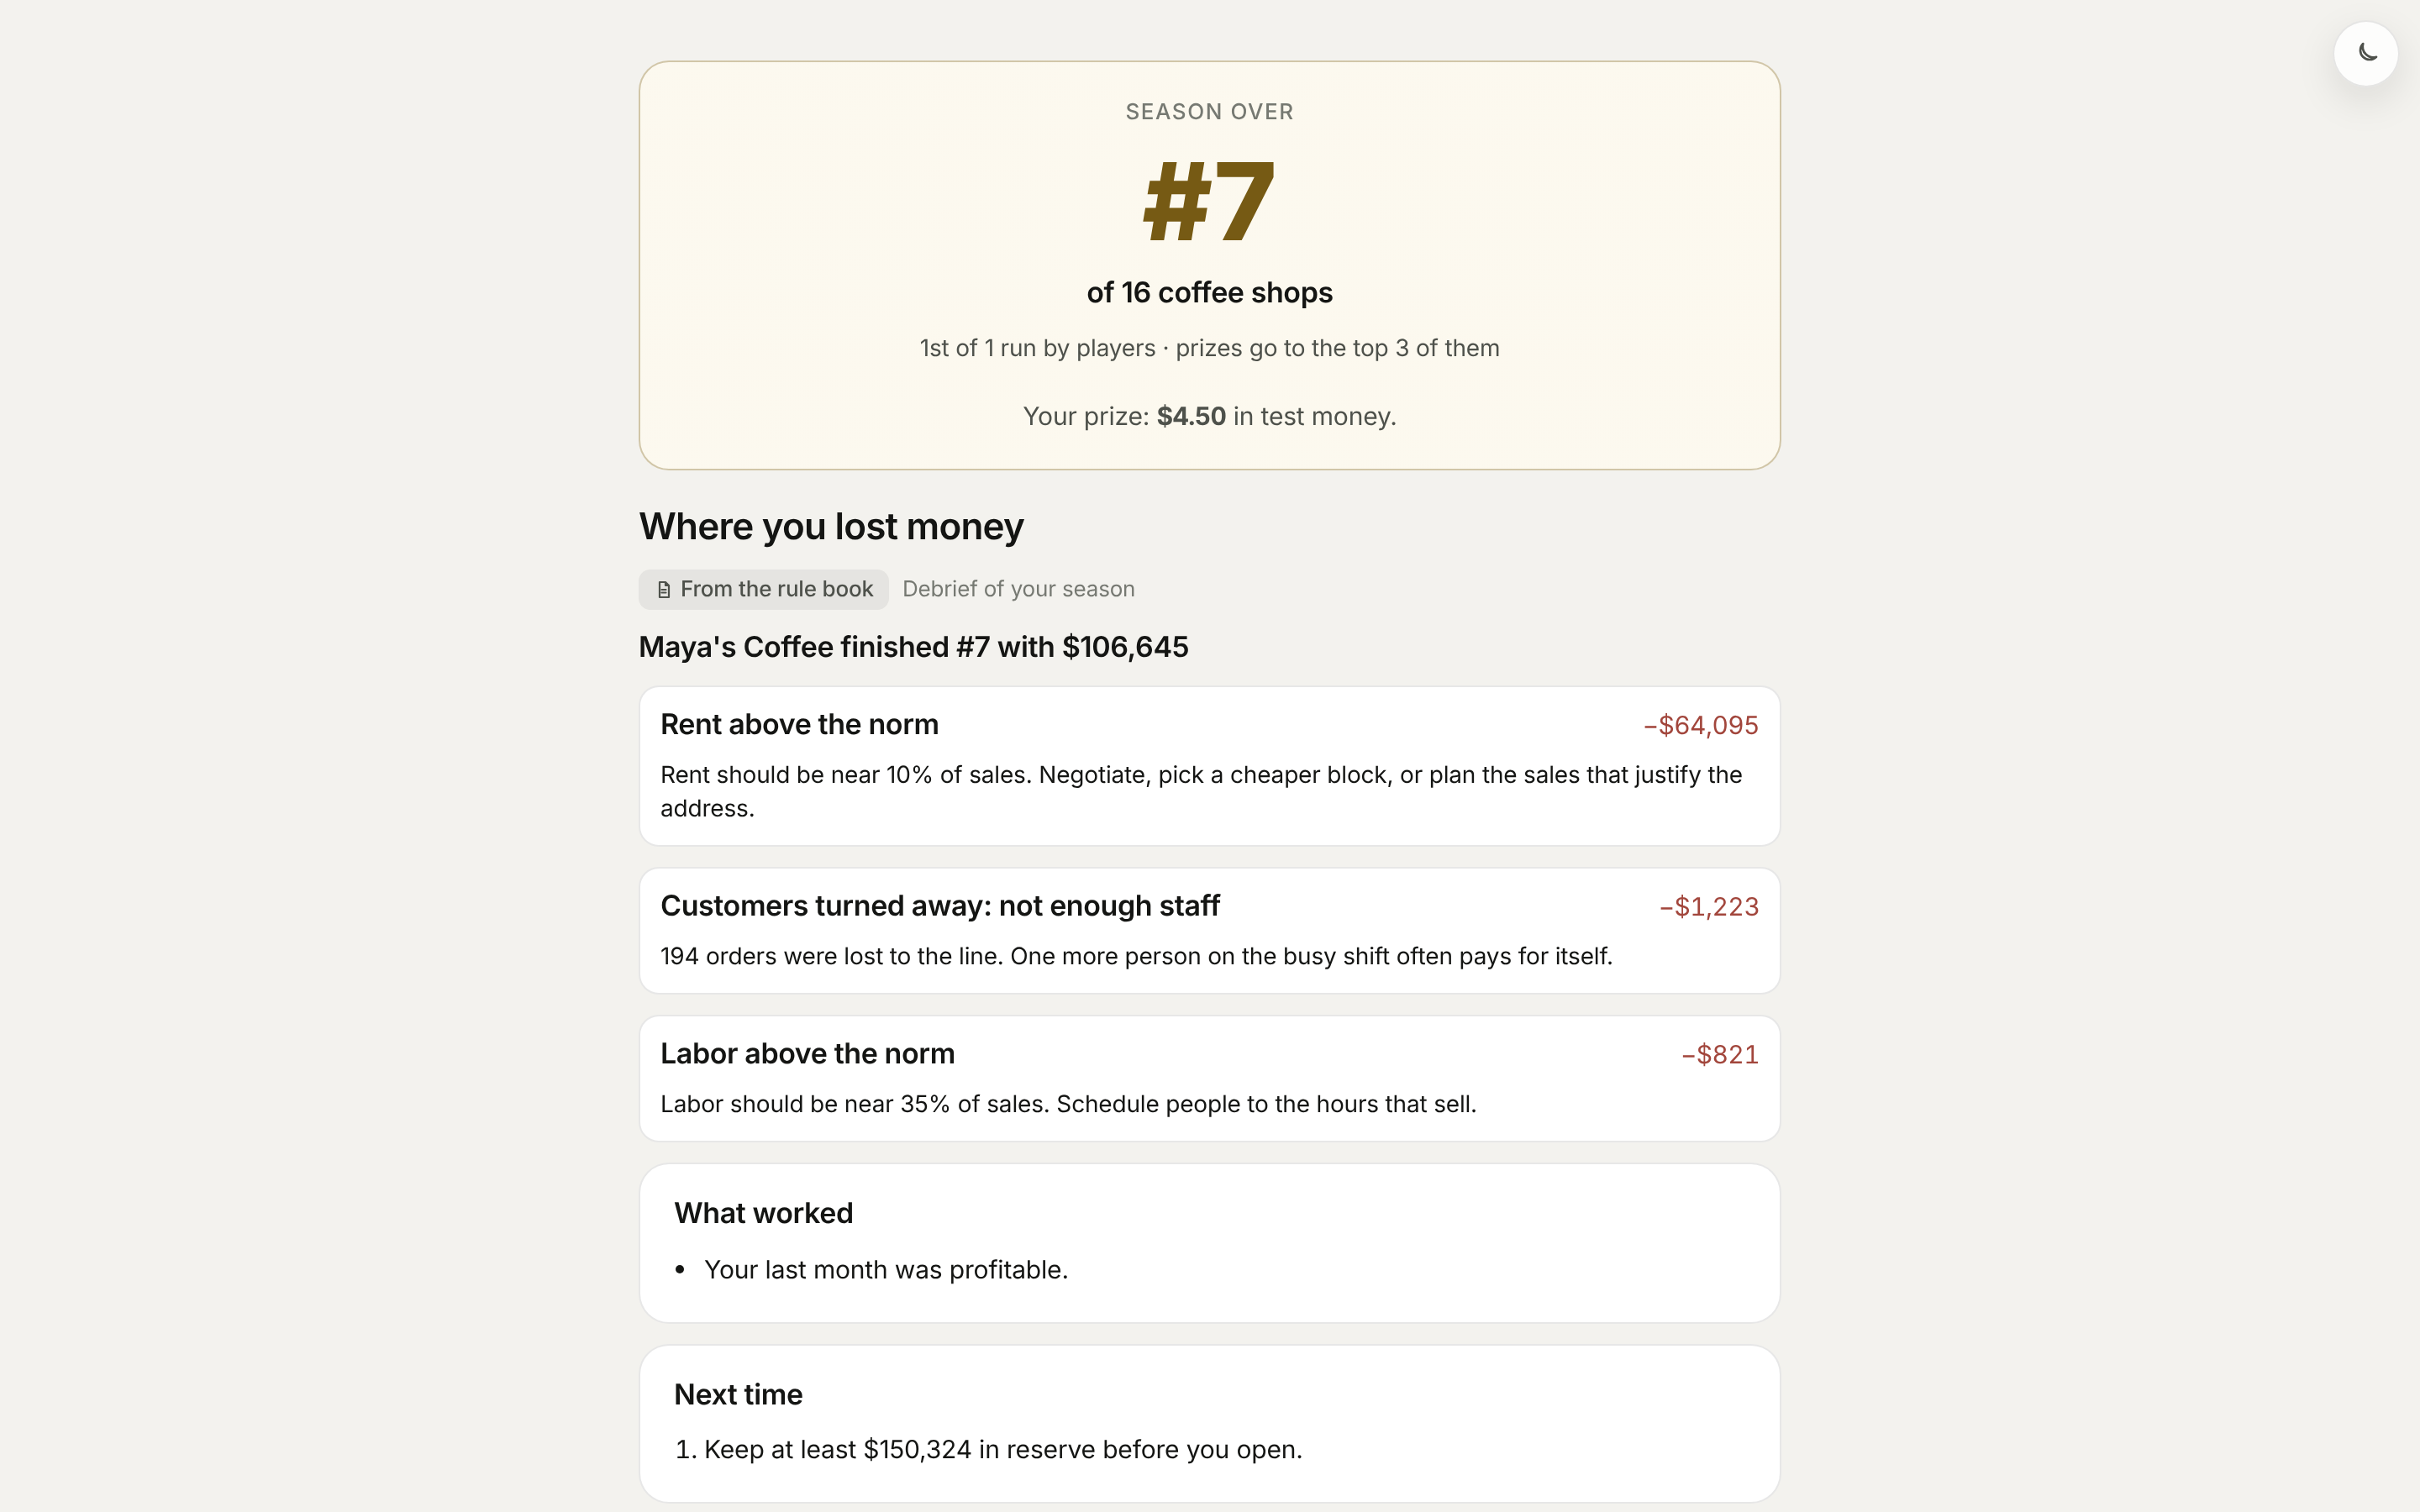 SEASON OVER
#7
of 16 coffee shops
1st of 1 run by players · prizes go to the top 3 of them
Your prize: $4.50 in test money.
Where you lost money
From the rule book Debrief of your season
Maya's Coffee finished #7 with $106,645
Rent above the norm −$64,095
Rent should be near 10% of sales. Negotiate, pick a cheaper block, or plan the sales that justify the
address.
Customers turned away: not enough staff −$1,223
194 orders were lost to the line. One more person on the busy shift often pays for itself.
Labor above the norm −$821
Labor should be near 35% of sales. Schedule people to the hours that sell.
What worked
• Your last month was profitable.
Next time
1. Keep at least $150,324 in reserve before you open.